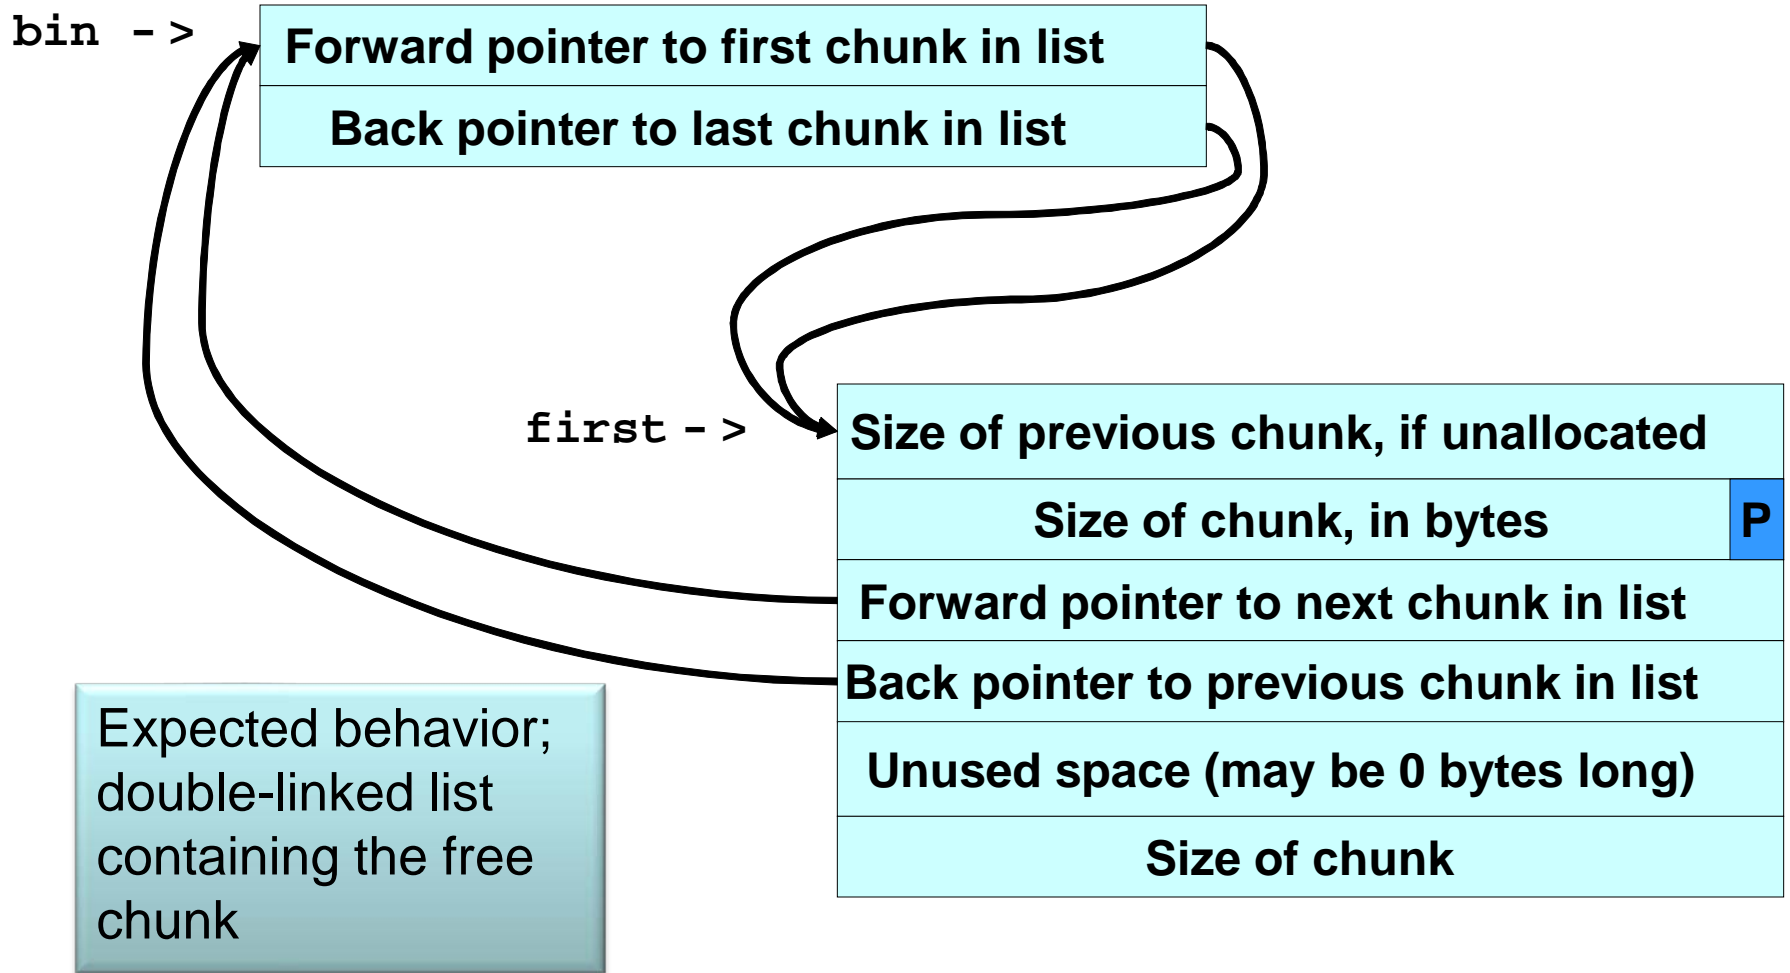 bin ->
Forward pointer to first chunk in list
Back pointer to last chunk in list
first ->
Size of previous chunk, if unallocated
Size of chunk, in bytes
P
Forward pointer to next chunk in list
Back pointer to previous chunk in list
Unused space (may be 0 bytes long)
Size of chunk
Expected behavior;
double-linked list
containing the free
chunk